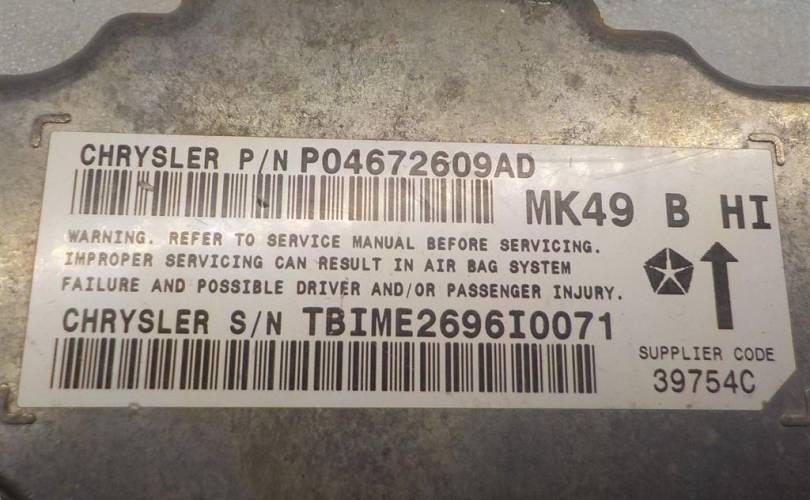 CHRYSLER P/N P04672609AD
MK49 B HI
WARNING. REFER TO SERVICE MANUAL BEFORE SERVICING.
IMPROPER SERVICING CAN RESULT IN AIR BAG SYSTEM
FAILURE AND POSSIBLE DRIVER AND/OR PASSENGER INJURY.
CHRYSLER S/N TBIME2696I0071
SUPPLIER CODE
39754C